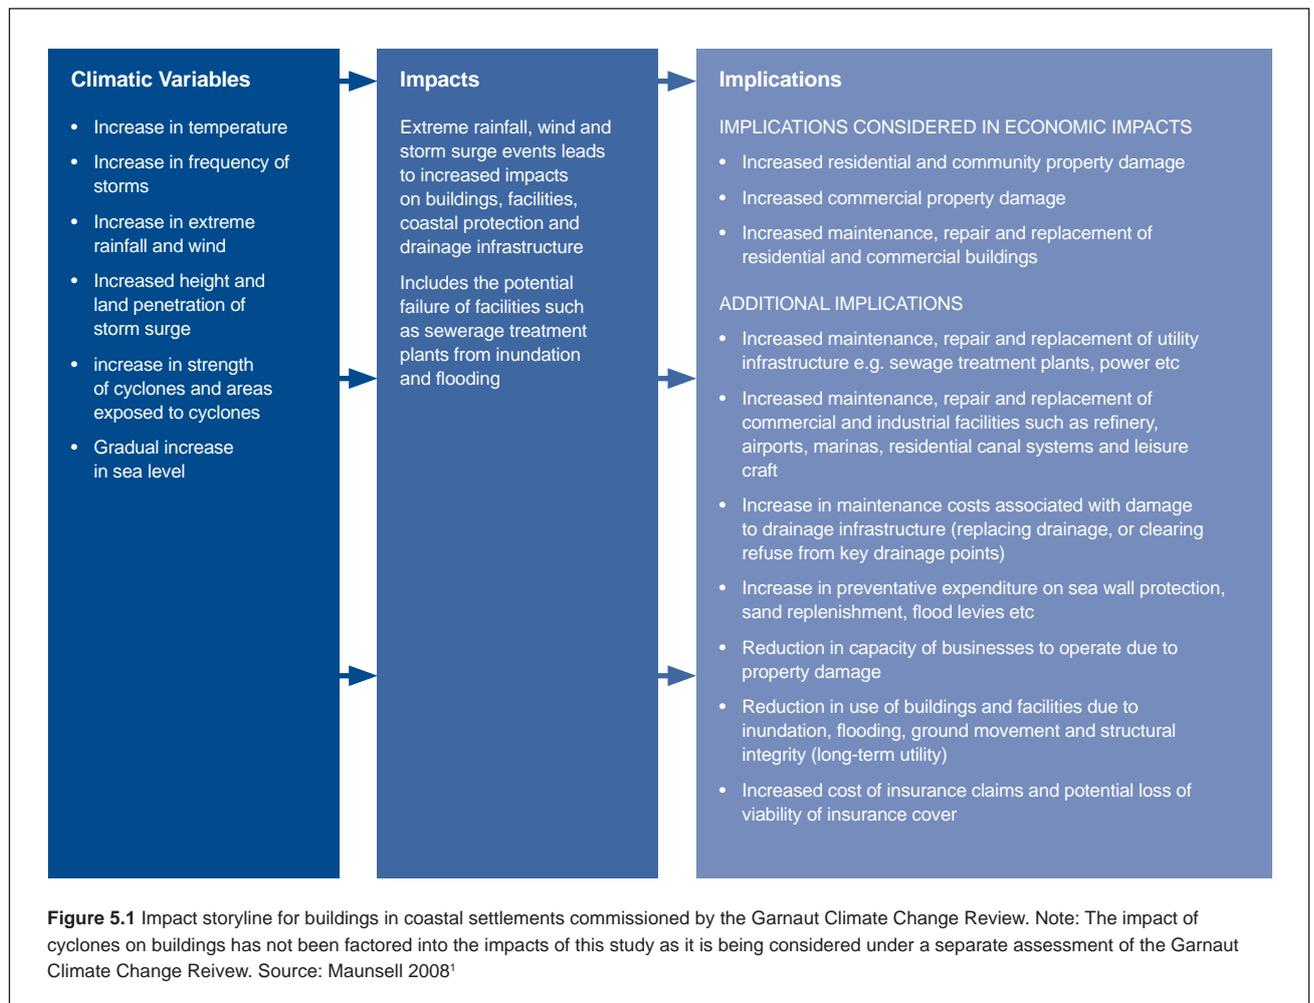 Climatic Variables
• Increase in temperature
• Increase in frequency of
storms
• Increase in extreme
rainfall and wind
• Increased height and
land penetration of
storm surge
• increase in strength
of cyclones and areas
exposed to cyclones
• Gradual increase
in sea level
Impacts
Extreme rainfall, wind and
storm surge events leads
to increased impacts
on buildings, facilities,
coastal protection and
drainage infrastructure
Includes the potential
failure of facilities such
as sewerage treatment
plants from inundation
and flooding
Implications
IMPLICATIONS CONSIDERED IN ECONOMIC IMPACTS
• Increased residential and community property damage
• Increased commercial property damage
• Increased maintenance, repair and replacement of
residential and commercial buildings
ADDITIONAL IMPLICATIONS
• Increased maintenance, repair and replacement of utility
infrastructure e.g. sewage treatment plants, power etc
• Increased maintenance, repair and replacement of
commercial and industrial facilities such as refinery,
airports, marinas, residential canal systems and leisure
craft
• Increase in maintenance costs associated with damage
to drainage infrastructure (replacing drainage, or clearing
refuse from key drainage points)
• Increase in preventative expenditure on sea wall protection,
sand replenishment, flood levies etc
• Reduction in capacity of businesses to operate due to
property damage
• Reduction in use of buildings and facilities due to
inundation, flooding, ground movement and structural
integrity (long-term utility)
• Increased cost of insurance claims and potential loss of
viability of insurance cover
Figure 5.1 Impact storyline for buildings in coastal settlements commissioned by the Garnaut Climate Change Review. Note: The impact of
cyclones on buildings has not been factored into the impacts of this study as it is being considered under a separate assessment of the Garnaut
Climate Change Reivew. Source: Maunsell 2008¹